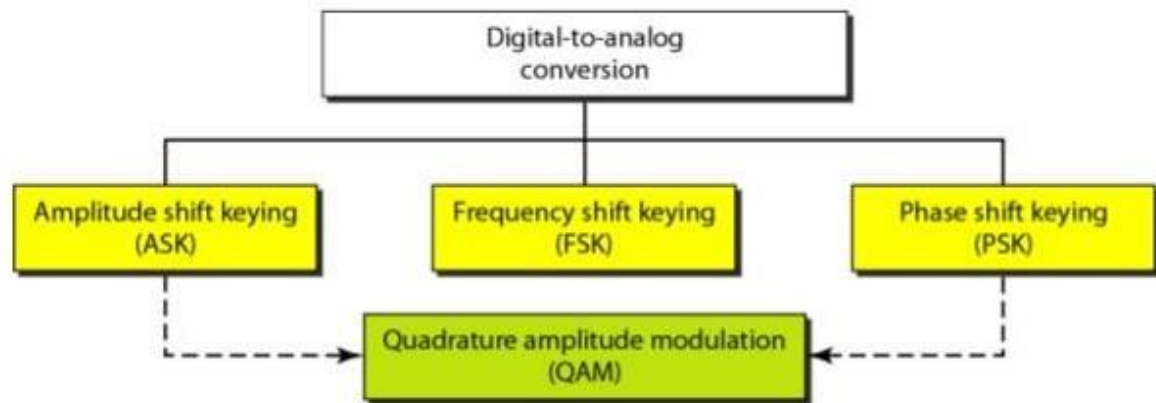 Digital-to-analog
conversion
Amplitude shift keying
(ASK)
Frequency shift keying
(FSK)
Phase shift keying
(PSK)
Quadrature amplitude modulation
(QAM)